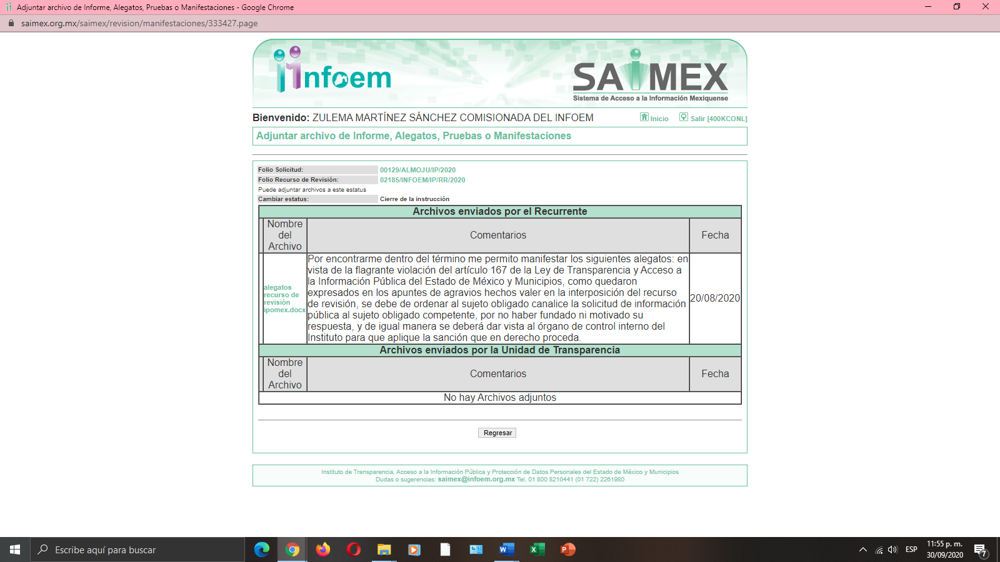 Adjuntar archivo de Informe, Alegatos, Pruebas o Manifestaciones - Google Chrome
saimex.org.mx/saimex/revision/manifestaciones/333427.page
infoem
SAIMEX
Sistema de Acceso a la Información Mexiquense
Bienvenido: ZULEMA MARTÍNEZ SÁNCHEZ COMISIONADA DEL INFOEM
Inicio
Salir [400KCONL]
Adjuntar archivo de Informe, Alegatos, Pruebas o Manifestaciones
Folio Solicitud: 00129/ALMOJU/IP/2020
Folio Recurso de Revisión: 02185/INFOEM/IP/RR/2020
Puede adjuntar archivos a este estatus
Cambiar estatus: Cierre de la instrucción
Archivos enviados por el Recurrente
Nombre
del
Archivo
Comentarios
Fecha
alegatos
recurso de
revisiòn
ipomex.docx
Por encontrarme dentro del término me permito manifestar los siguientes alegatos: en
vista de la flagrante violación del artículo 167 de la Ley de Transparencia y Acceso a
la Información Pública del Estado de México y Municipios, como quedaron
expresados en los apuntes de agravios hechos valer en la interposición del recurso
de revisión, se debe de ordenar al sujeto obligado canalice la solicitud de información
pública al sujeto obligado competente, por no haber fundado ni motivado su
respuesta, y de igual manera se deberá dar vista al órgano de control interno del
Instituto para que aplique la sanción que en derecho proceda.
20/08/2020
Archivos enviados por la Unidad de Transparencia
Nombre
del
Archivo
Comentarios
Fecha
No hay Archivos adjuntos
Regresar
Instituto de Transparencia, Acceso a la Información Pública y Protección de Datos Personales del Estado de México y Municipios
Dudas o sugerencias: saimex@infoem.org.mx Tel. 01 800 8210441 (01 722) 2261980
Escribe aquí para buscar
ESP
11:55 p. m.
30/09/2020
7